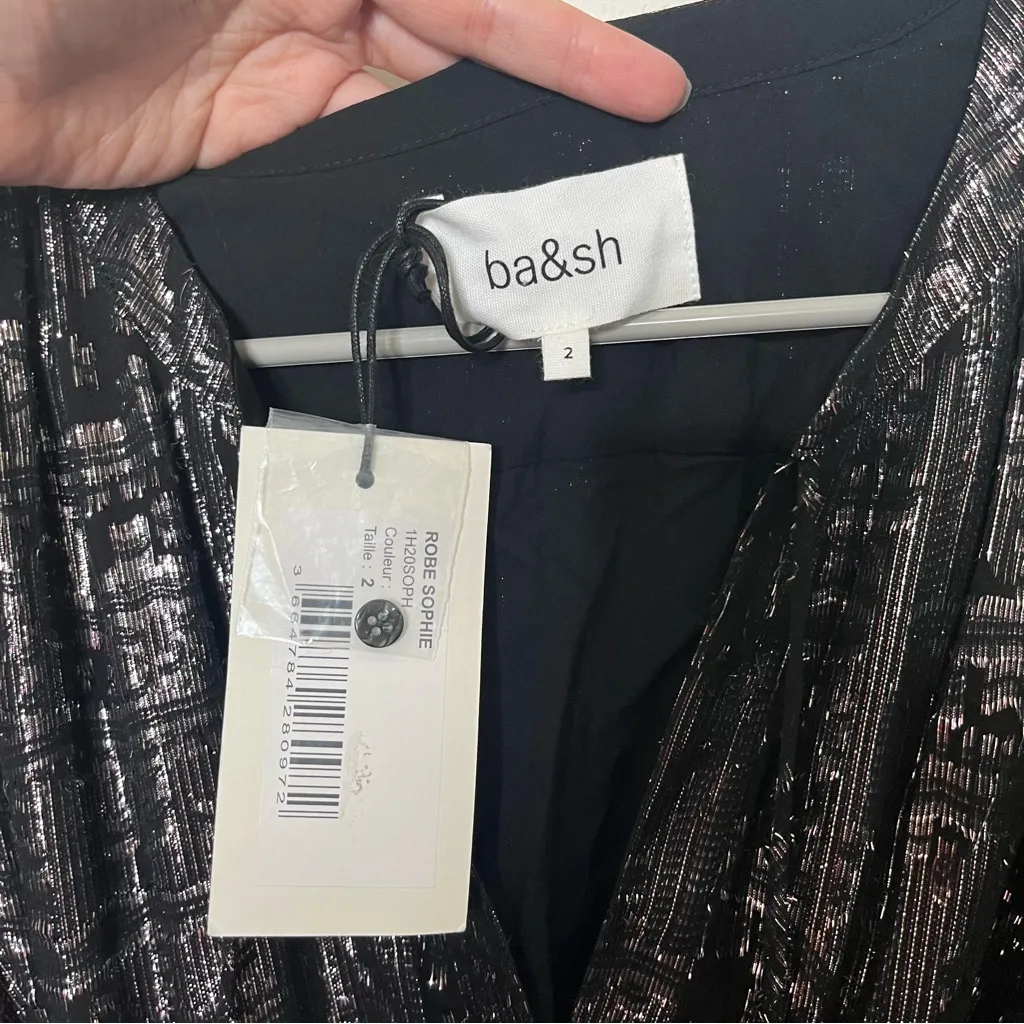 ba&sh
2
ROBE SOPHIE
1H20SOPH
Couleur :
Taille : 2
3 664784 280972